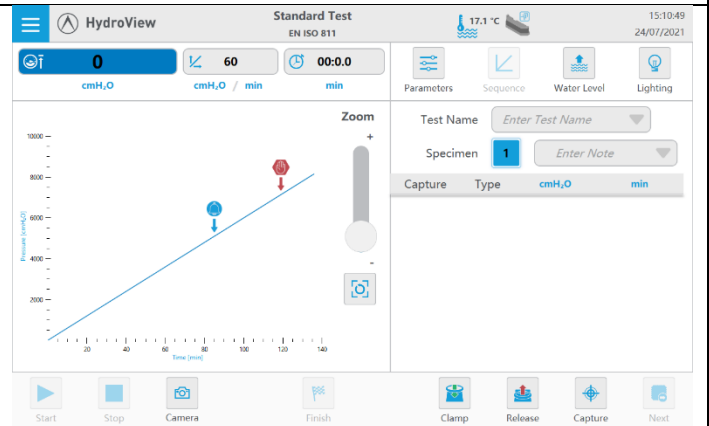 HydroView
Standard Test
EN ISO 811
17.1 °C
15:10:49
24/07/2021
0
60
00:0.0
cmH₂O
cmH₂O / min
min
Parameters
Sequence
Water Level
Lighting
Zoom
+
-
10000
8000
6000
4000
2000
Pressure [cmH₂O]
20 40 60 80 100 120 140
Time [min]
Test Name Enter Test Name
Specimen 1 Enter Note
Capture Type cmH₂O min
Start
Stop
Camera
Finish
Clamp
Release
Capture
Next